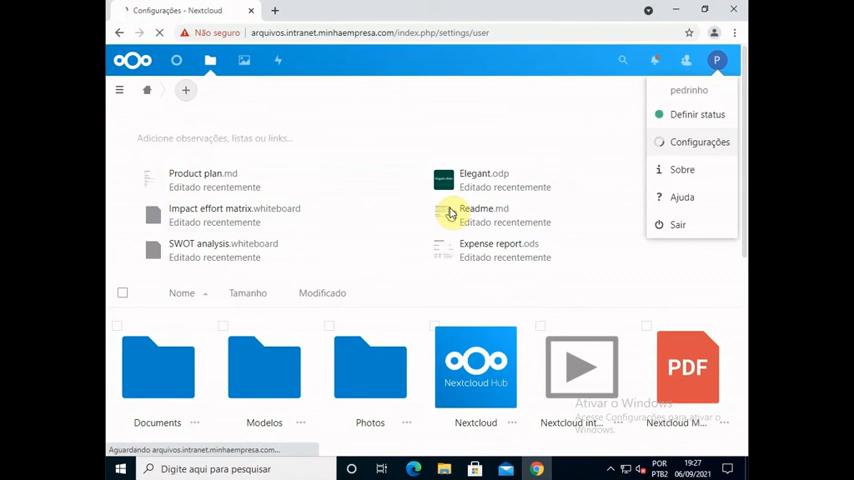 Configurações - Nextcloud
Não seguro
arquivos.intranet.minhaempresa.com/index.php/settings/user
P
pedrinho
Definir status
Configurações
Sobre
Ajuda
Sair
Adicione observações, listas ou links...
Product plan.md
Editado recentemente
Elegant.odp
Editado recentemente
Impact effort matrix.whiteboard
Editado recentemente
Readme.md
Editado recentemente
SWOT analysis.whiteboard
Editado recentemente
Expense report.ods
Editado recentemente
Nome
Tamanho
Modificado
Nextcloud Hub
PDF
Ativar o Windows
Acesse Configurações para ativar o
Windows.
Documents
Modelos
Photos
Nextcloud
Nextcloud int...
Nextcloud M...
Aguardando arquivos.intranet.minhaempresa.com...
Digite aqui para pesquisar
POR
PTB2
19:27
06/09/2021